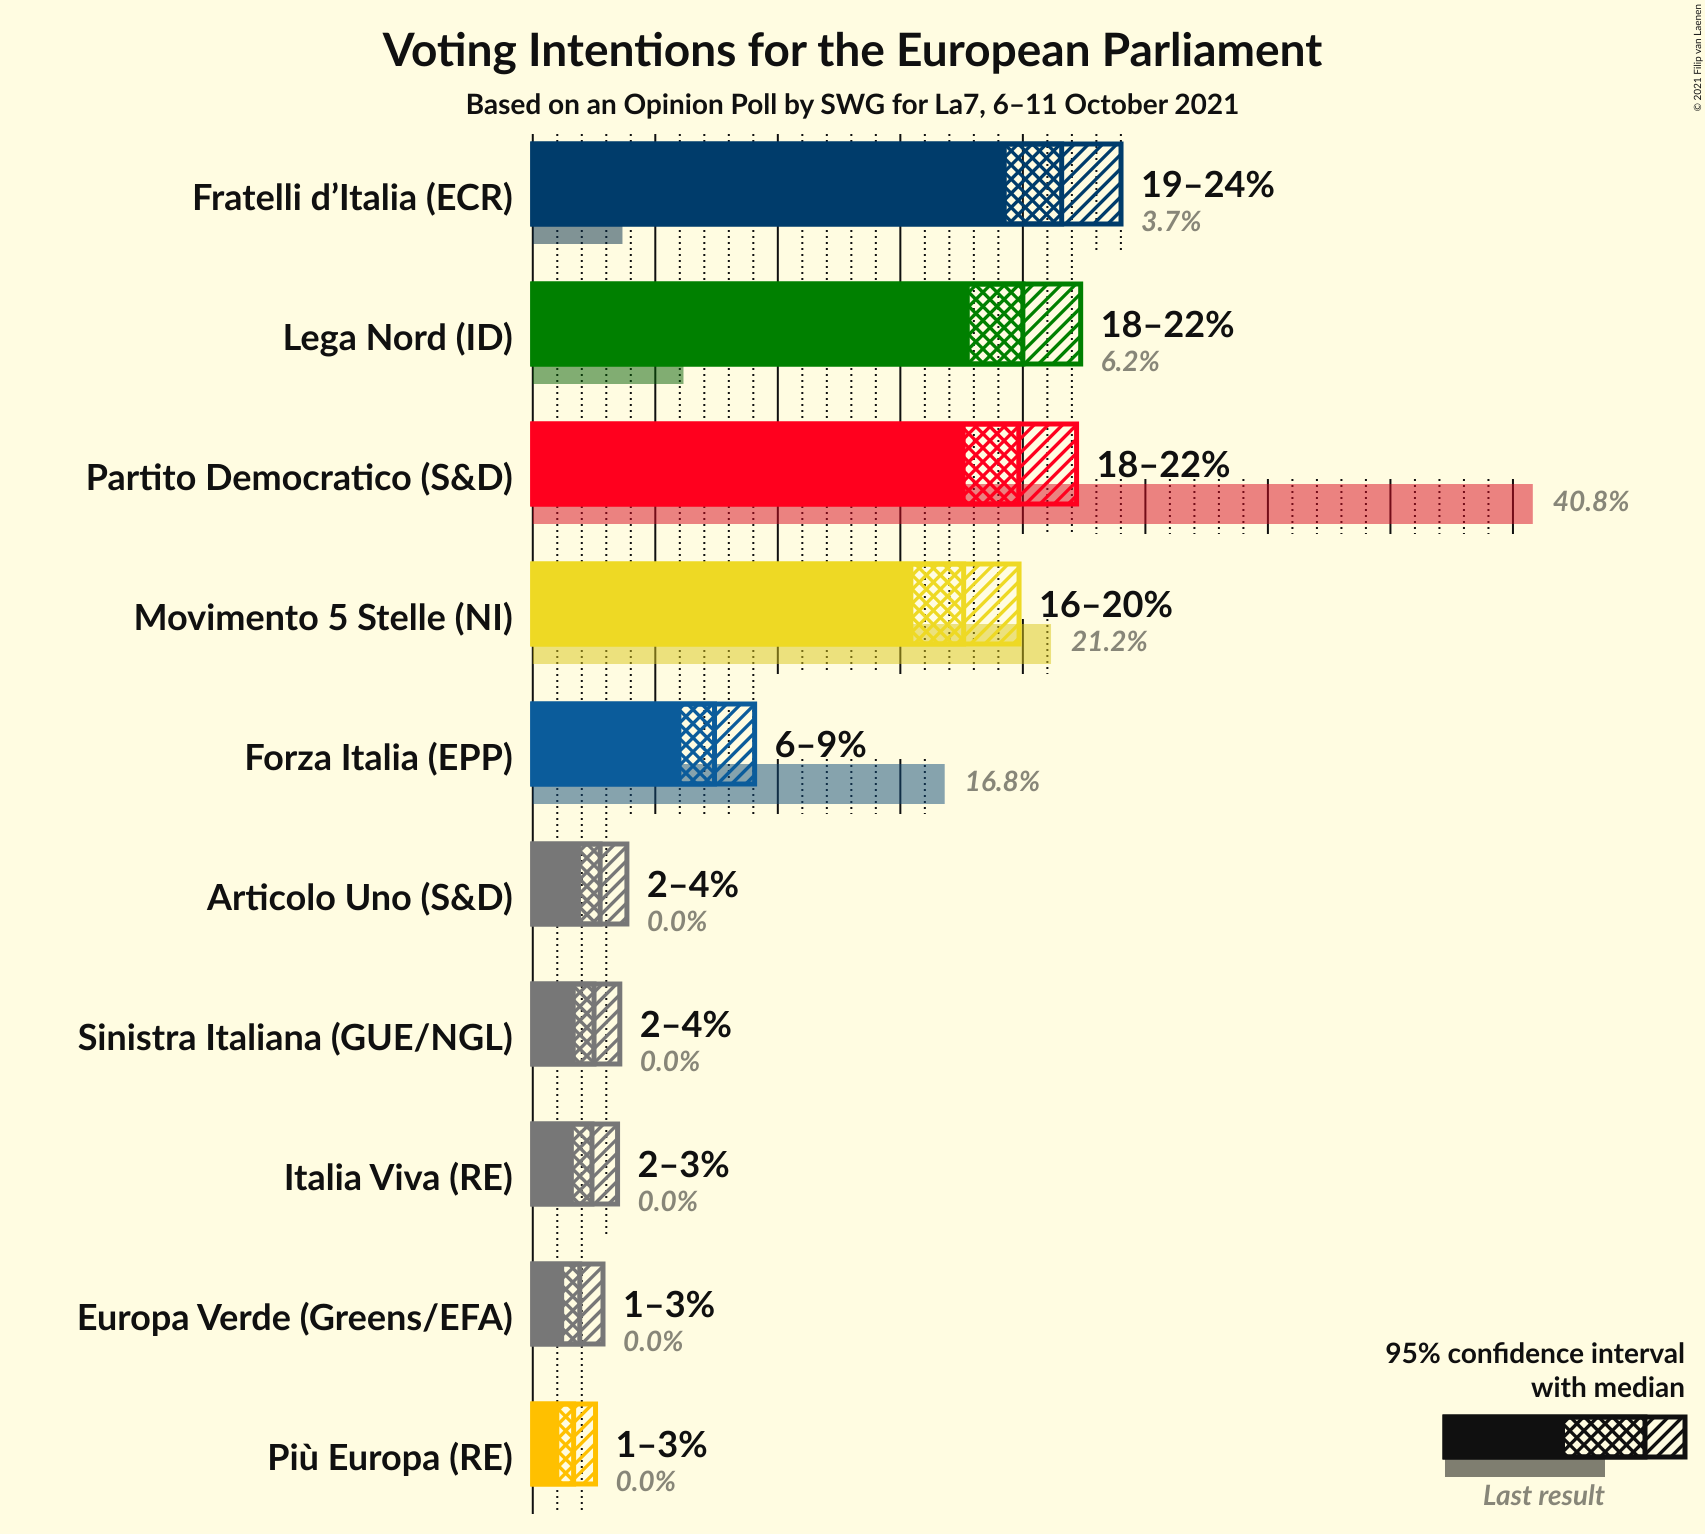 Voting Intentions for the European Parliament
Based on an Opinion Poll by SWG for La7, 6–11 October 2021
© 2021 Filip van Laenen
Fratelli d’Italia (ECR)
19–24%
3.7%
Lega Nord (ID)
18–22%
6.2%
Partito Democratico (S&D)
18–22%
40.8%
Movimento 5 Stelle (NI)
16–20%
21.2%
Forza Italia (EPP)
6–9%
16.8%
Articolo Uno (S&D)
2–4%
0.0%
Sinistra Italiana (GUE/NGL)
2–4%
0.0%
Italia Viva (RE)
2–3%
0.0%
Europa Verde (Greens/EFA)
1–3%
0.0%
Più Europa (RE)
1–3%
0.0%
95% confidence interval
with median
Last result